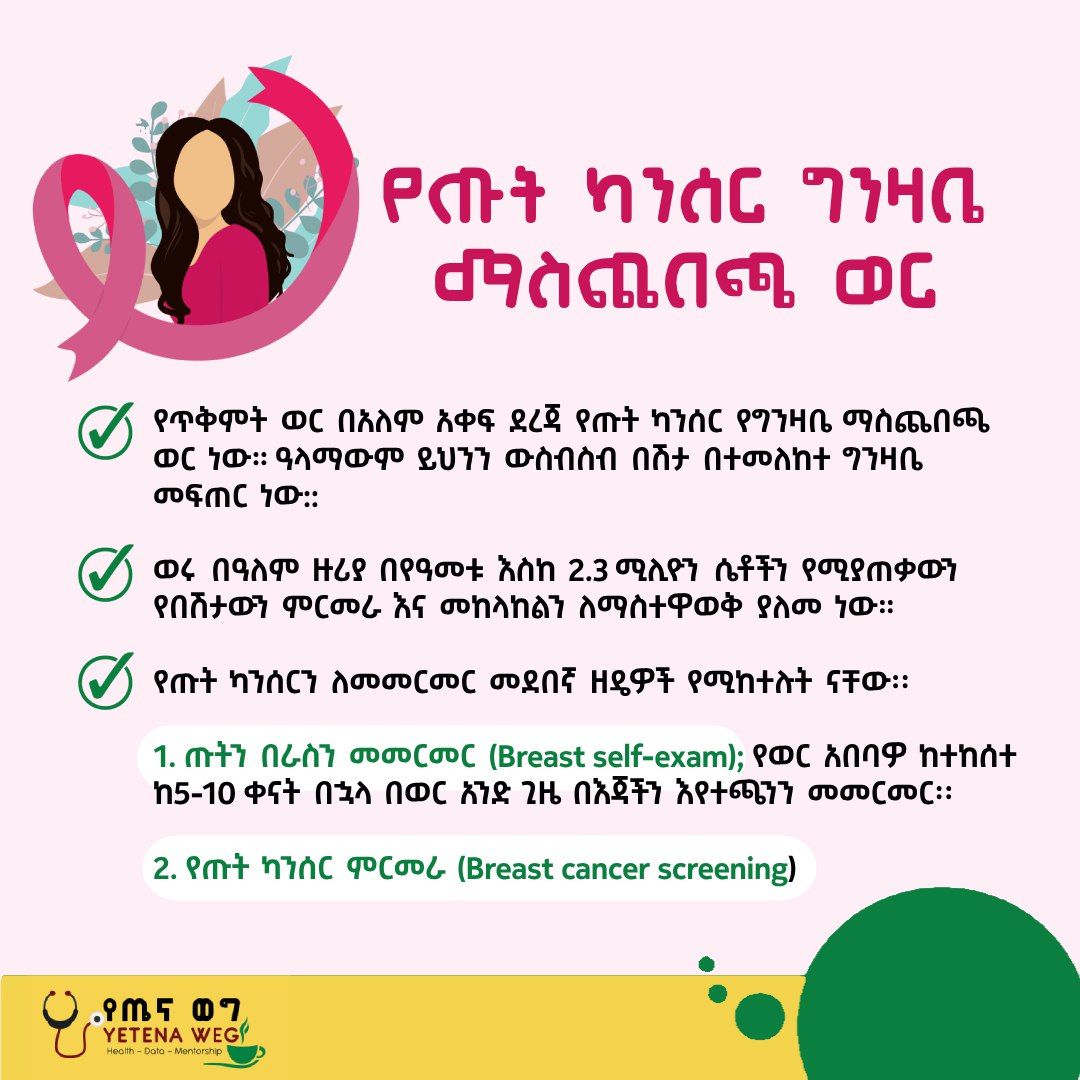 የጡት ካንሰር ግንዛቤ
ማስጨበጫ ወር
የጥቅምት ወር በአለም አቀፍ ደረጃ የጡት ካንሰር የግንዛቤ ማስጨበጫ
ወር ነው። ዓላማውም ይህንን ውስብስብ በሽታ በተመለከተ ግንዛቤ
መፍጠር ነው።
ወሩ በዓለም ዙሪያ በየዓመቱ እስከ 2.3 ሚሊዮን ሴቶችን የሚያጠቃውን
የበሽታውን ምርመራ እና መከላከልን ለማስተዋወቅ ያለመ ነው።
የጡት ካንሰርን ለመመርመር መደበኛ ዘዴዎች የሚከተሉት ናቸው፡፡
1. ጡትን በራስን መመርመር (Breast self-exam); የወር አበባዎ ከተከሰተ
ከ5-10 ቀናት በኋላ በወር አንድ ጊዜ በእጃችን እየተጫንን መመርመር፡፡
2. የጡት ካንሰር ምርመራ (Breast cancer screening)
የጤና ወግ
YETENA WEG
Health – Data – Mentorship